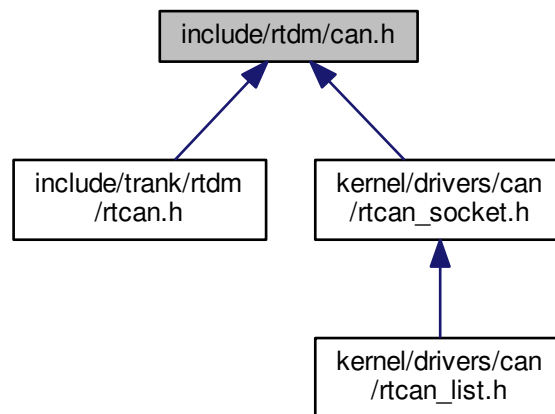 include/rtdm/can.h
include/trank/rtdm
/rtcan.h
kernel/drivers/can
/rtcan_socket.h
kernel/drivers/can
/rtcan_list.h